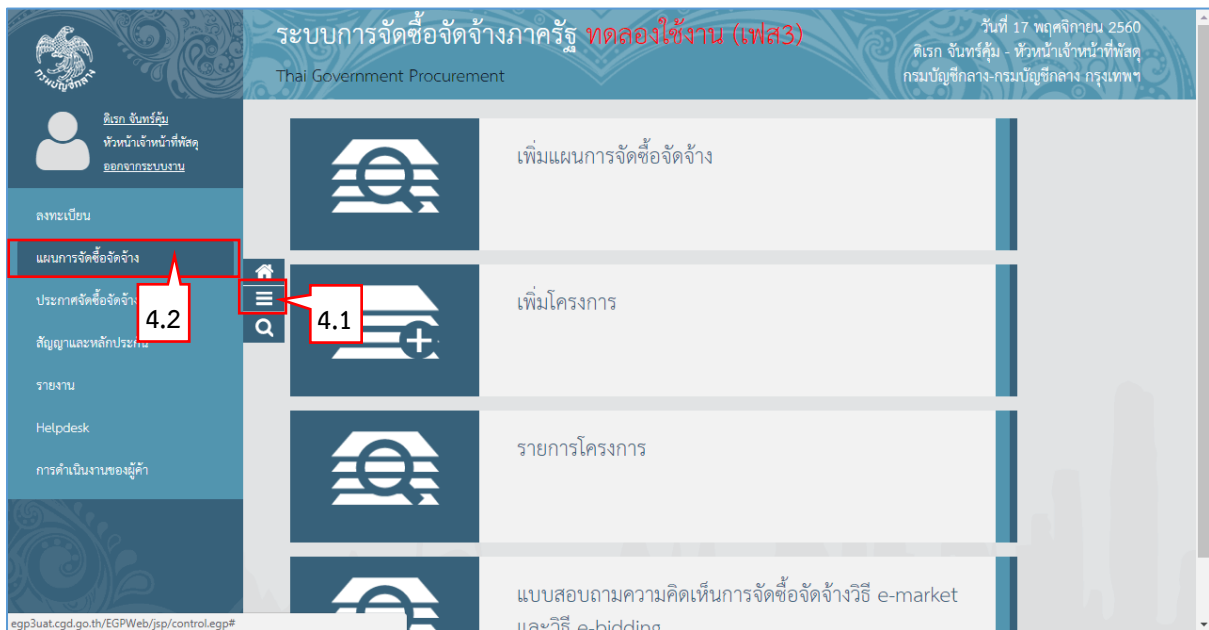 ระบบการจัดซื้อจัดจ้างภาครัฐ ทดลองใช้งาน (เฟส3)
Thai Government Procurement
วันที่ 17 พฤศจิกายน 2560
ดิเรก จันทร์คุ้ม - หัวหน้าเจ้าหน้าที่พัสดุ
กรมบัญชีกลาง-กรมบัญชีกลาง กรุงเทพฯ
กรมบัญชีกลาง
ดิเรก จันทร์คุ้ม
หัวหน้าเจ้าหน้าที่พัสดุ
ออกจากระบบงาน
ลงทะเบียน
แผนการจัดซื้อจัดจ้าง
ประกาศจัดซื้อจัดจ้าง
สัญญาและหลักประกัน
รายงาน
Helpdesk
การดำเนินงานของผู้ค้า
4.2
4.1
เพิ่มแผนการจัดซื้อจัดจ้าง
เพิ่มโครงการ
รายการโครงการ
แบบสอบถามความคิดเห็นการจัดซื้อจัดจ้างวิธี e-market
และวิธี e-bidding
egp3uat.cgd.go.th/EGPWeb/jsp/control.egp#